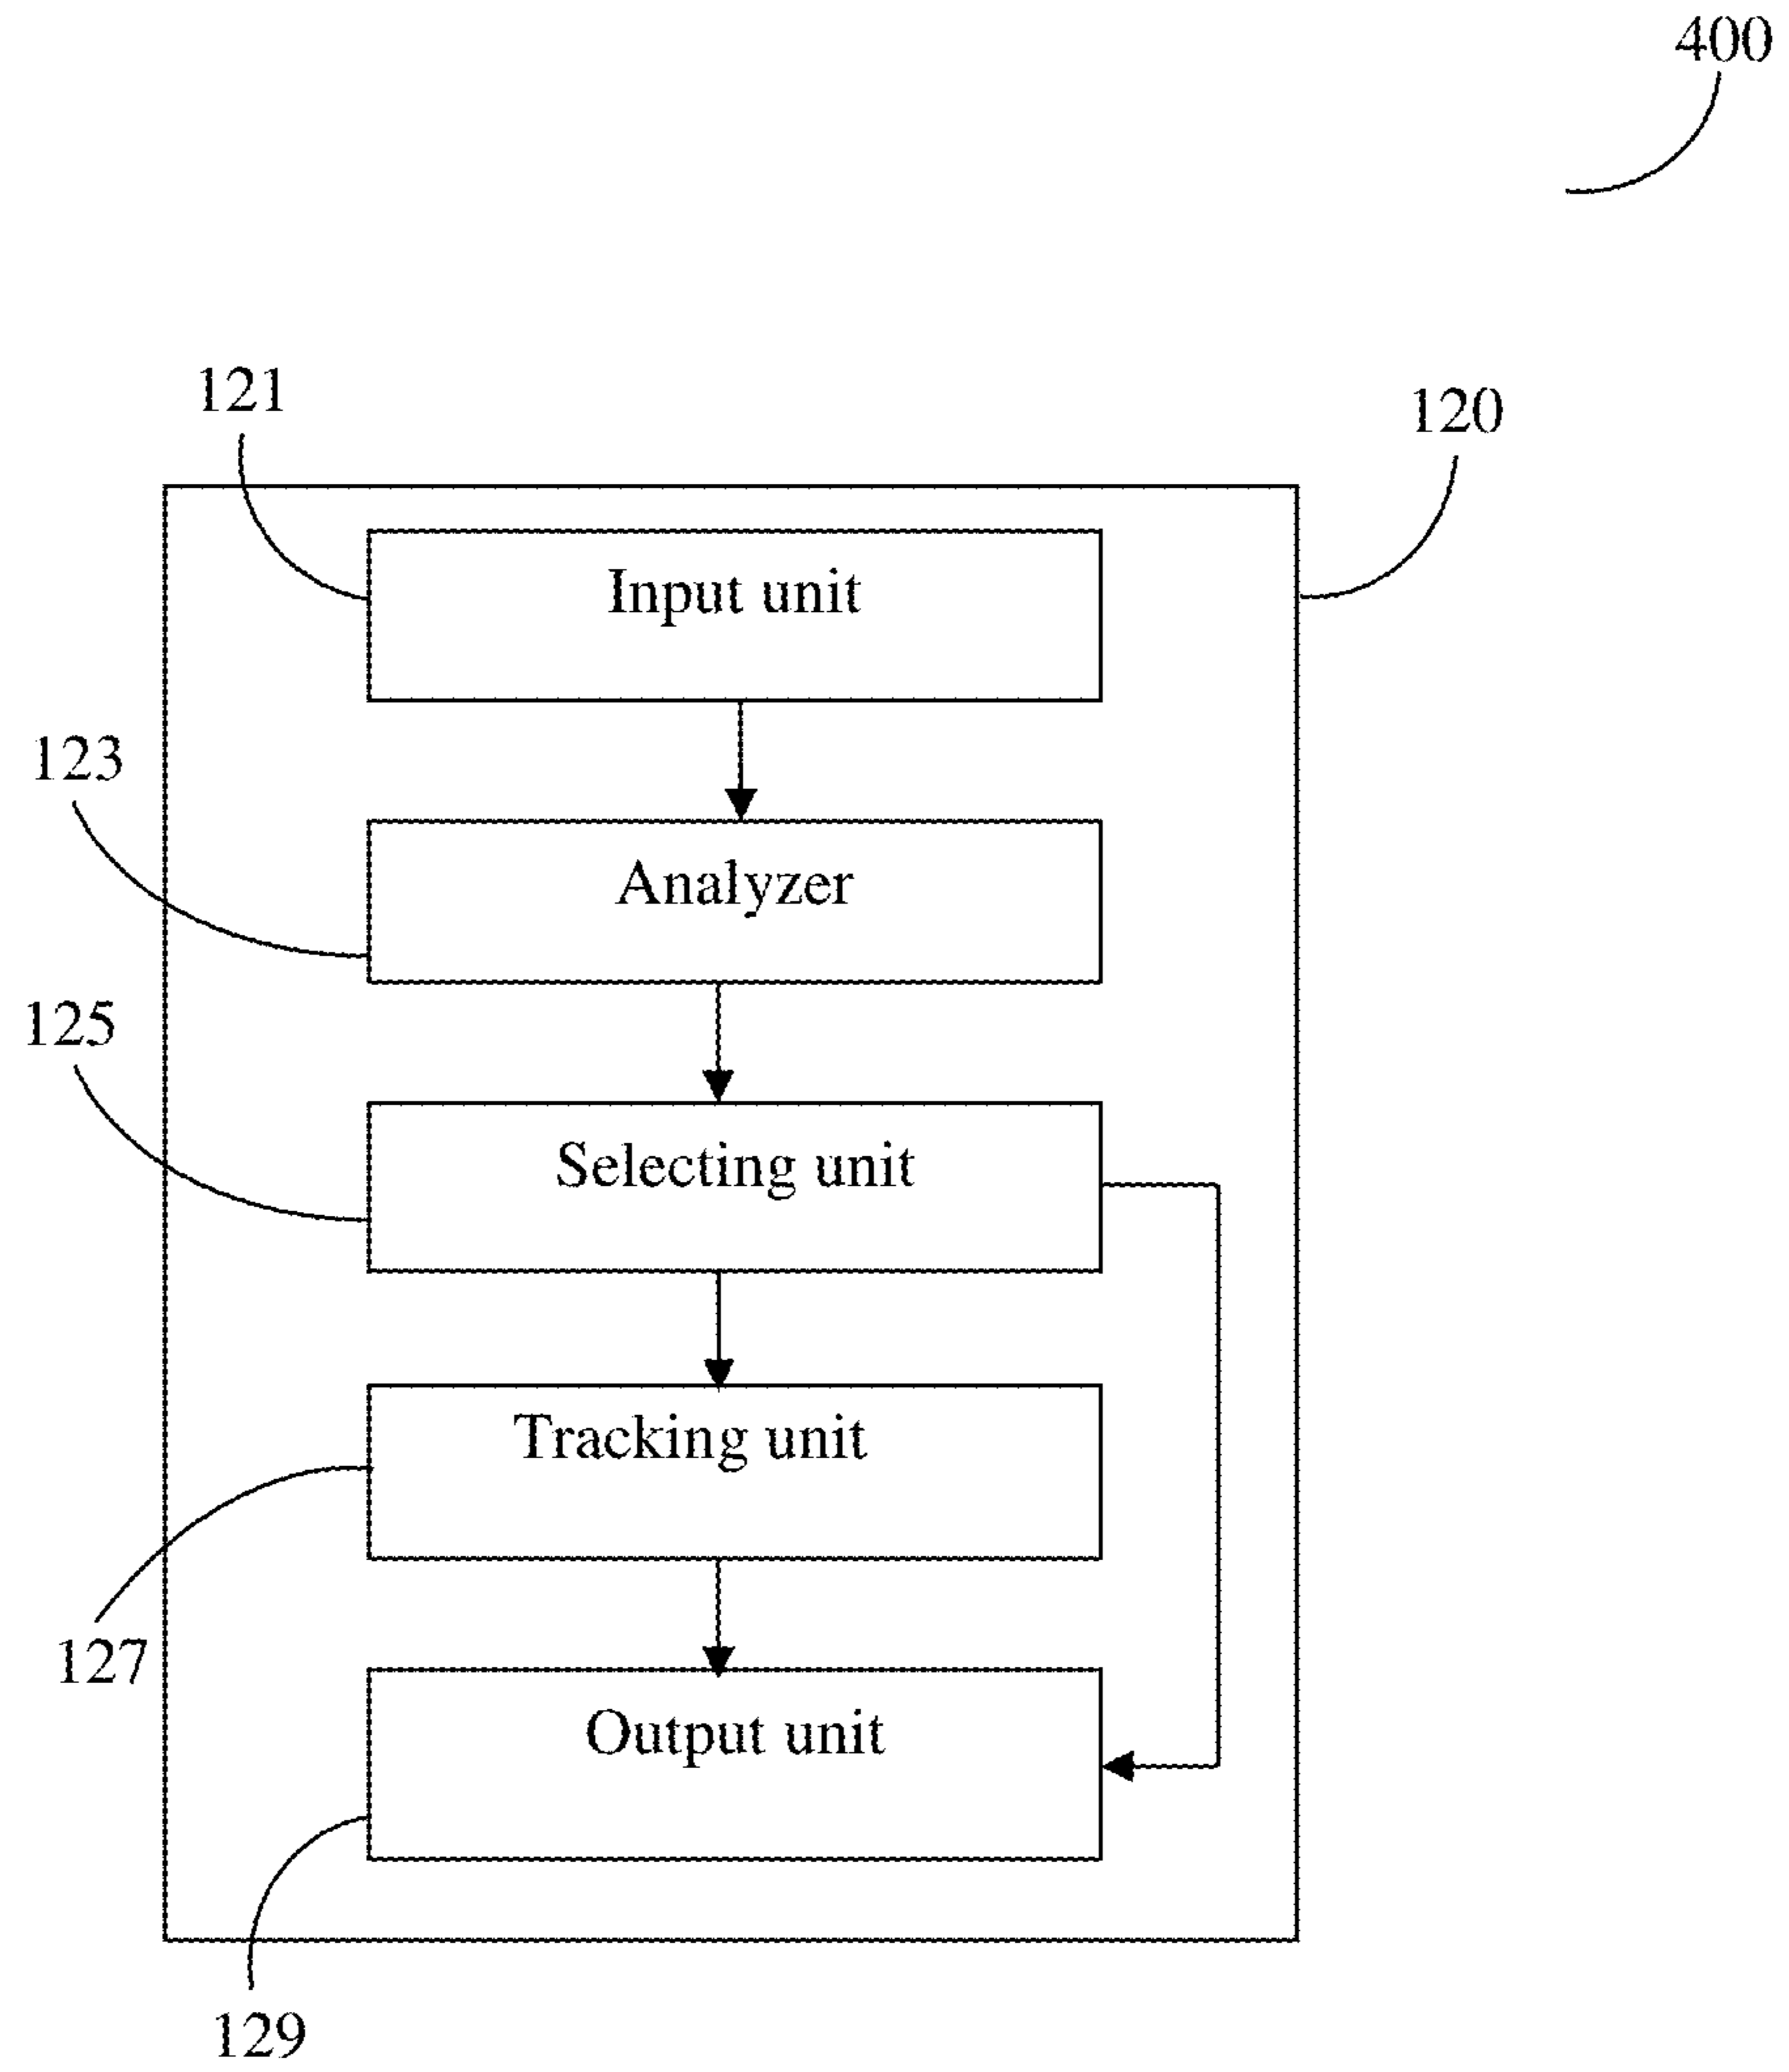 400
121
120
Input unit
123
Analyzer
125
Selecting unit
Tracking unit
127
Output unit
129